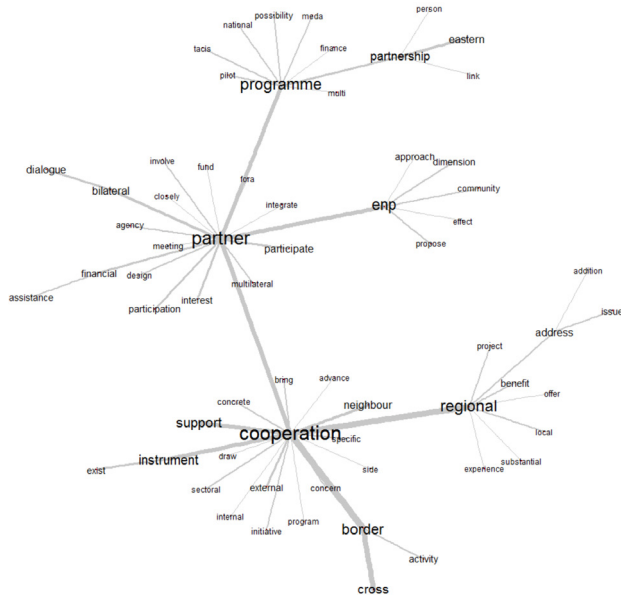 person
possibility
meda
national
eastern
tacis
finance
partnership
pilot
link
programme
multi
approach
involve
fund
dimension
dialogue
fora
bilateral
community
closely
integrate
enp
agency
effect
partner
meeting
participate
propose
financial
design
multilateral
addition
assistance
interest
participation
issue
address
project
bring
advance
benefit
concrete
neighbour
regional
offer
support
cooperation
specific
local
draw
instrument
substantial
exist
side
experience
sectoral
external
concern
internal
program
initiative
border
activity
cross